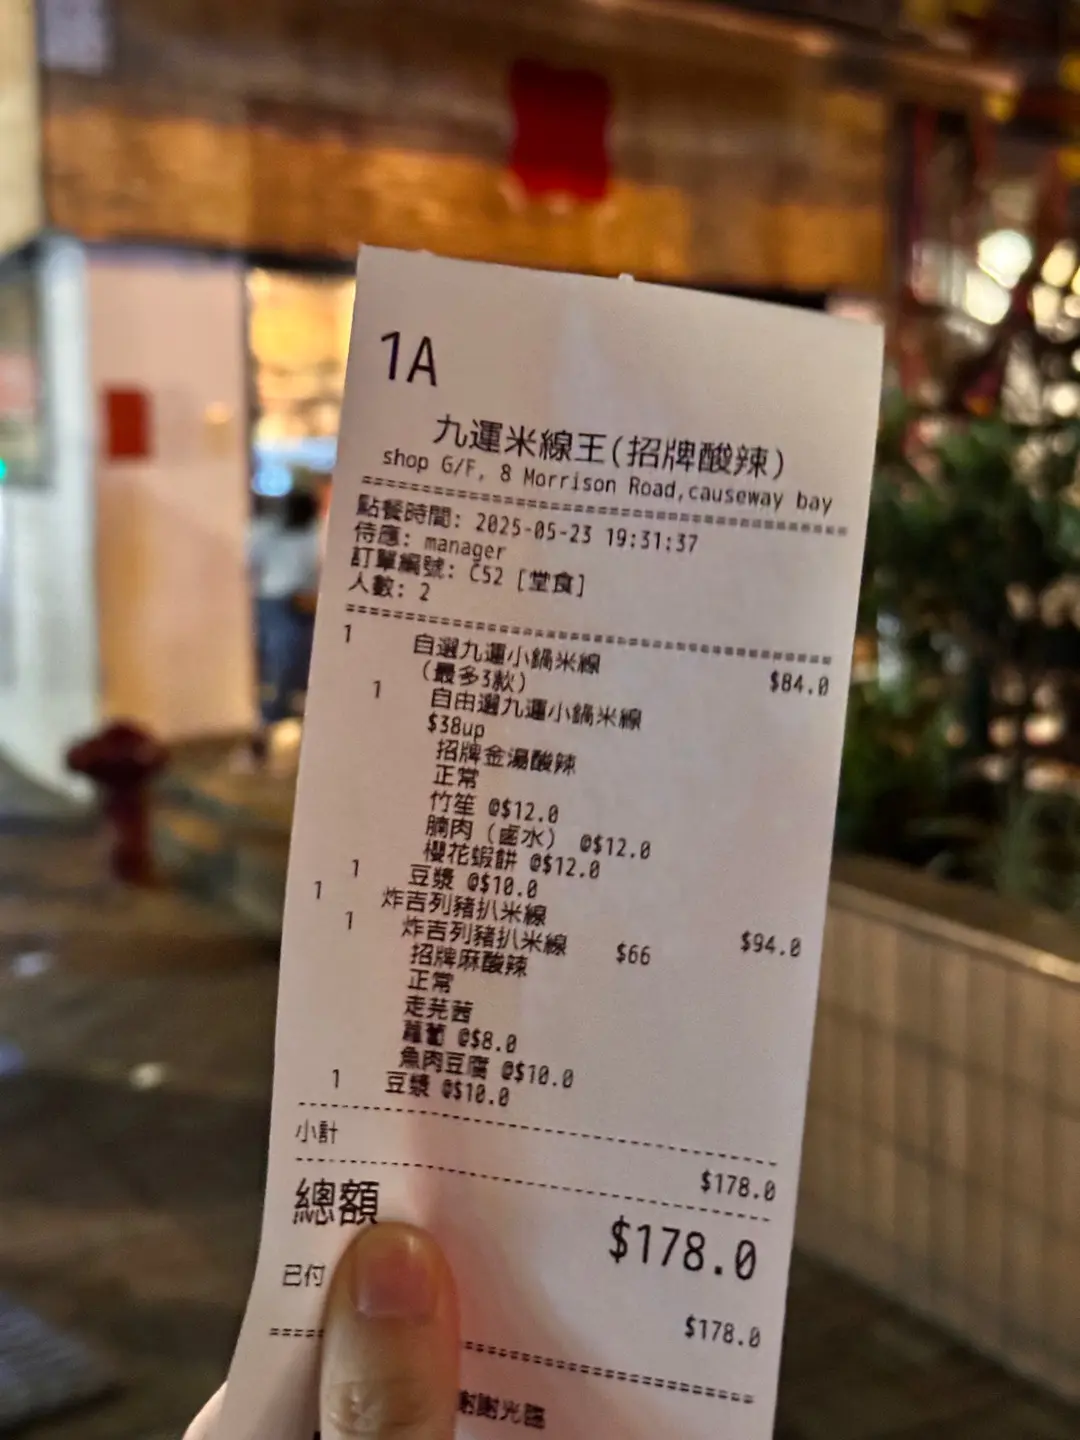 1A
九運米線王(招牌酸辣)
shop G/F, 8 Morrison Road,causeway bay
點餐時間: 2025-05-23 19:31:37
侍應: manager
訂單編號: C52 [堂食]
人數: 2
1 自選九運小鍋米線 $84.0
(最多3款)
1 自由選九運小鍋米線
$38up
招牌金湯酸辣
正常
竹笙 @$12.0
腩肉 (鹵水) @$12.0
櫻花蝦餅 @$12.0
1 豆漿 @$10.0
1 炸吉列豬扒米線 $94.0
1 炸吉列豬扒米線 $66
招牌麻酸辣
正常
走芫茜
蘿蔔 @$8.0
魚肉豆腐 @$10.0
1 豆漿 @$10.0
小計 $178.0
總額 $178.0
已付 $178.0
謝謝光臨